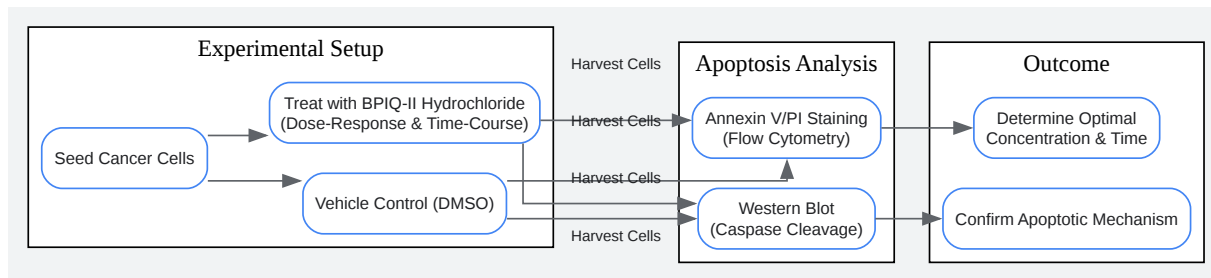 Experimental Setup
Seed Cancer Cells
Treat with BPIQ-II Hydrochloride
(Dose-Response & Time-Course)
Vehicle Control (DMSO)
Harvest Cells
Harvest Cells
Harvest Cells
Harvest Cells
Apoptosis Analysis
Annexin V/PI Staining
(Flow Cytometry)
Western Blot
(Caspase Cleavage)
Outcome
Determine Optimal
Concentration & Time
Confirm Apoptotic Mechanism